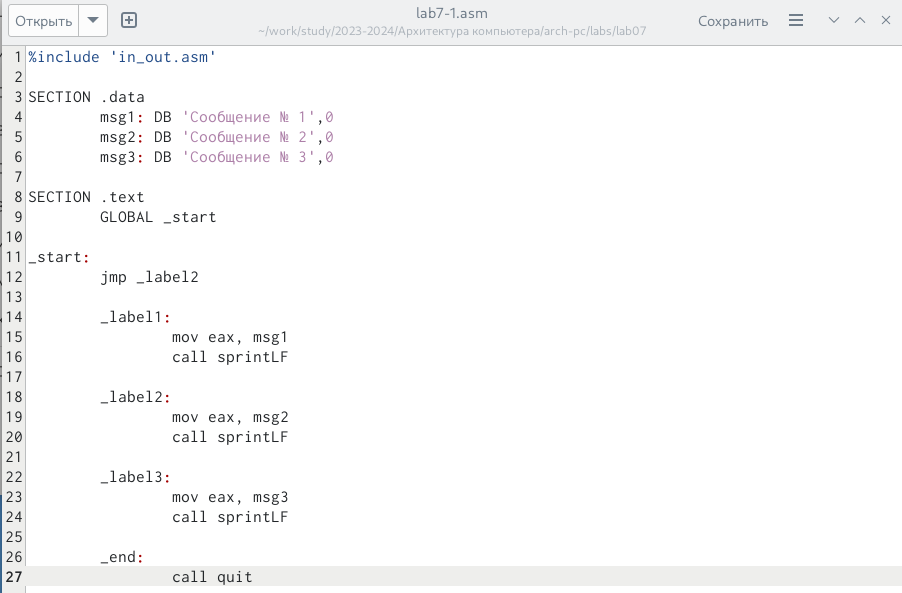 Открыть
lab7-1.asm
~/work/study/2023-2024/Архитектура компьютера/arch-pc/labs/lab07
Сохранить
1 %include 'in_out.asm'
2
3 SECTION .data
4 msg1: DB 'Сообщение № 1',0
5 msg2: DB 'Сообщение № 2',0
6 msg3: DB 'Сообщение № 3',0
7
8 SECTION .text
9 GLOBAL _start
10
11 _start:
12 jmp _label2
13
14 _label1:
15 mov eax, msg1
16 call sprintLF
17
18 _label2:
19 mov eax, msg2
20 call sprintLF
21
22 _label3:
23 mov eax, msg3
24 call sprintLF
25
26 _end:
27 call quit